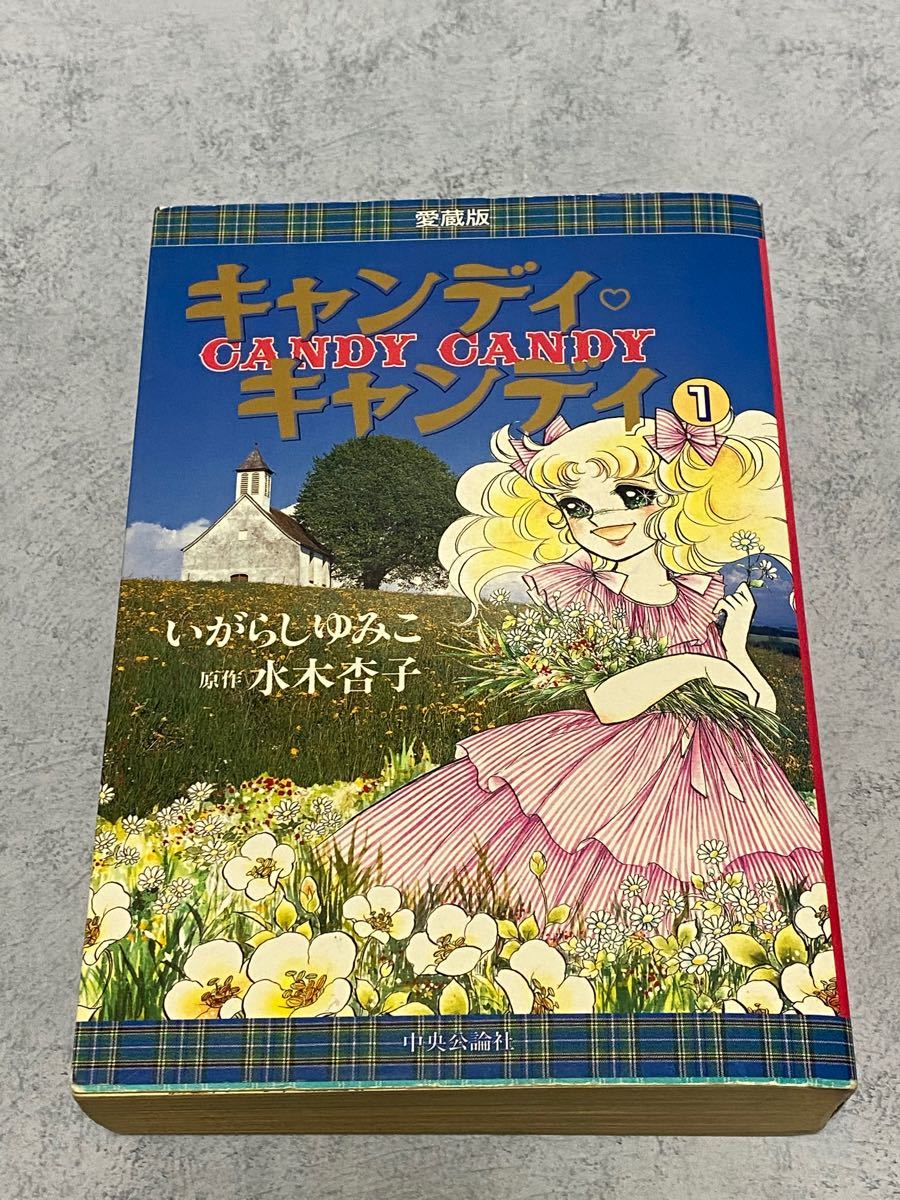 愛蔵版
キャンディ♡
CANDY CANDY
キャンディ
1
いがらしゆみこ
原作 水木杏子
中央公論社